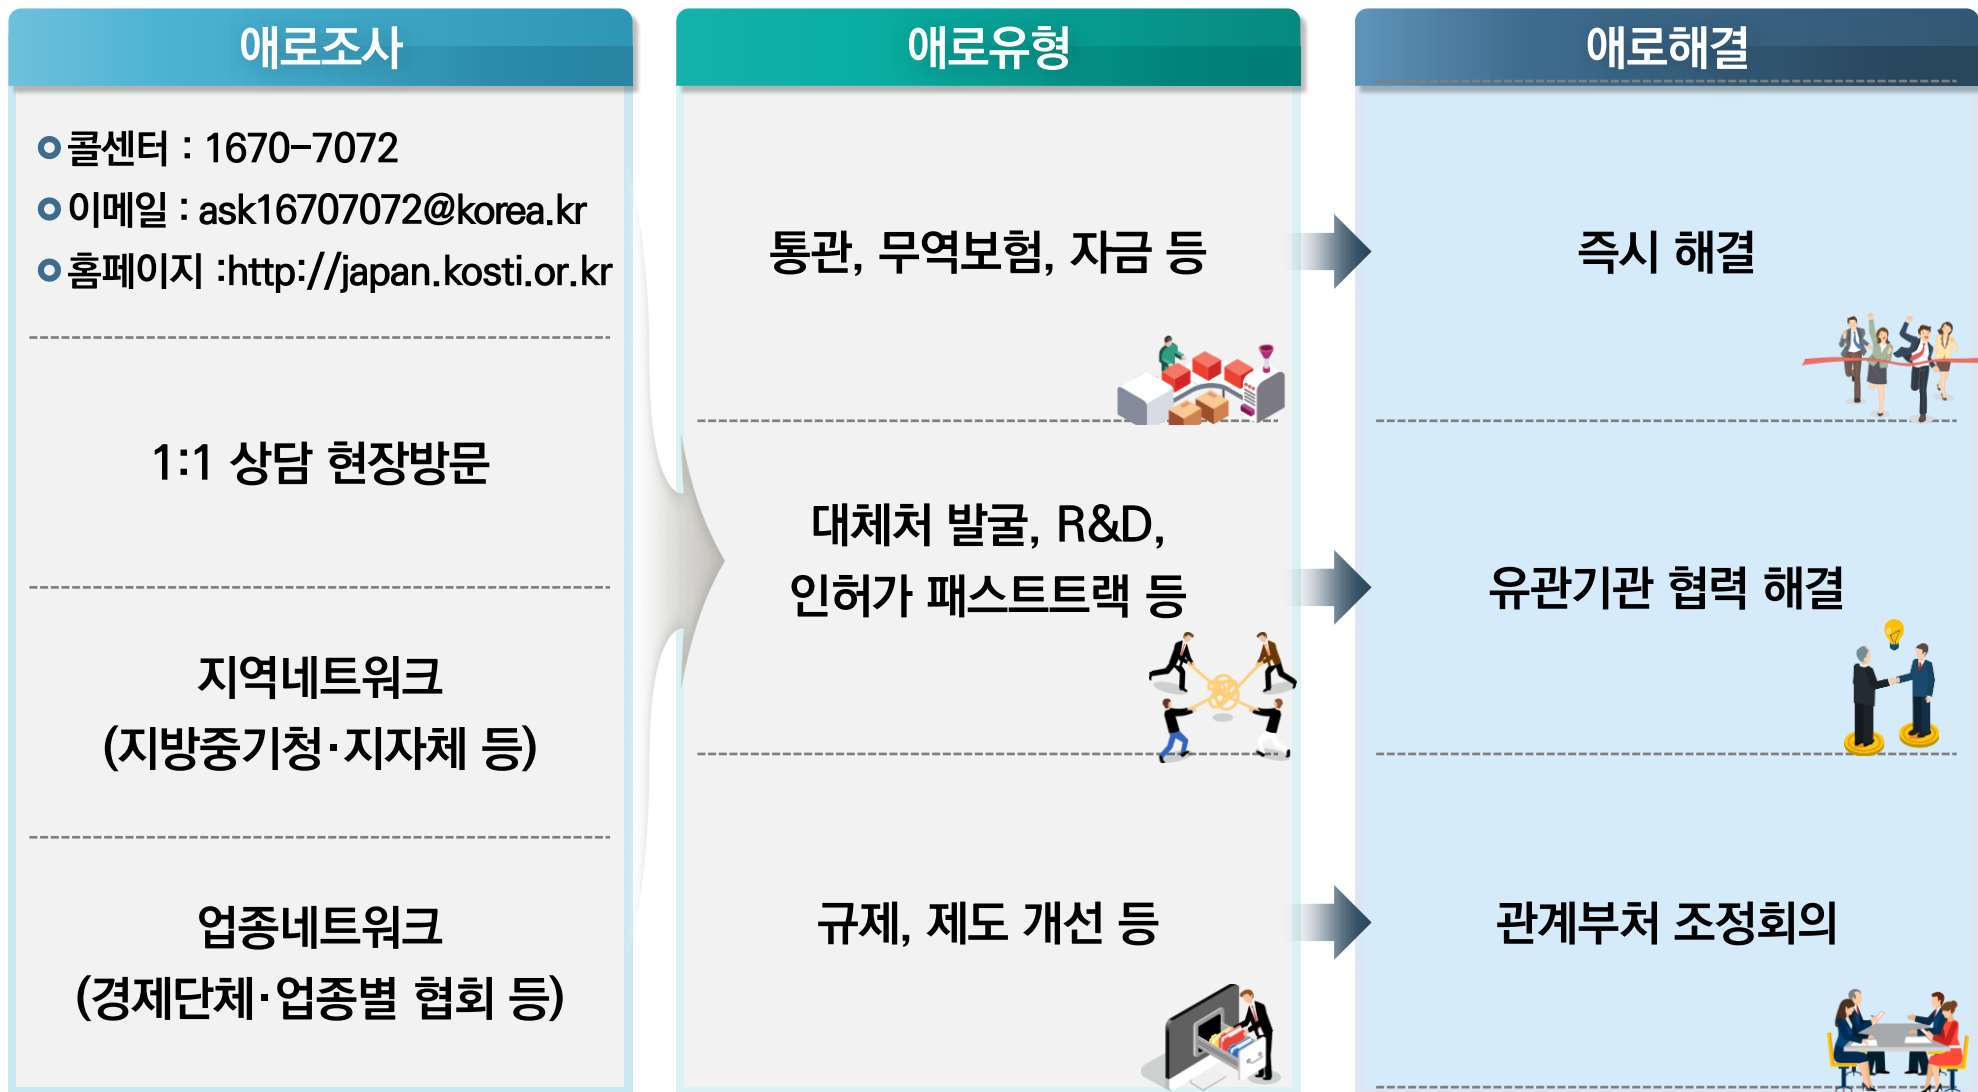 애로조사
콜센터 : 1670-7072
이메일 : ask16707072@korea.kr
홈페이지 :http://japan.kosti.or.kr
1:1 상담 현장방문
지역네트워크
(지방중기청·지자체 등)
업종네트워크
(경제단체·업종별 협회 등)
애로유형
통관, 무역보험, 자금 등
대체처 발굴, R&D,
인허가 패스트트랙 등
규제, 제도 개선 등
애로해결
즉시 해결
유관기관 협력 해결
관계부처 조정회의